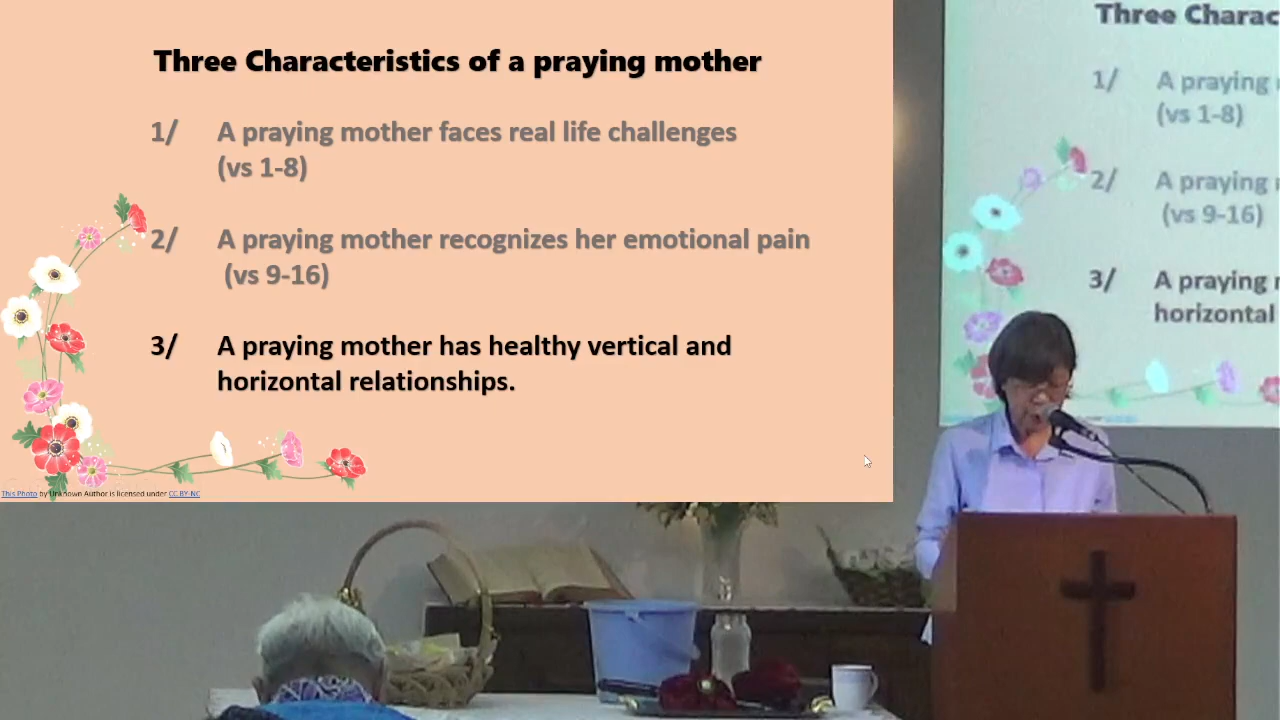 Three Characteristics of a praying mother
1/ A praying mother faces real life challenges
(vs 1-8)
2/ A praying mother recognizes her emotional pain
(vs 9-16)
3/ A praying mother has healthy vertical and
horizontal relationships.
This Photo by Unknown Author is licensed under CC BY-NC
Three Charac
1/ A praying
(vs 1-8)
2/ A praying
(vs 9-16)
3/ A praying
horizontal